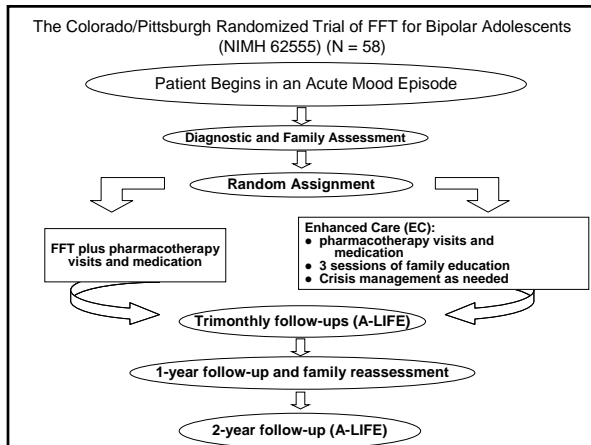 The Colorado/Pittsburgh Randomized Trial of FFT for Bipolar Adolescents
(NIMH 62555) (N = 58)
Patient Begins in an Acute Mood Episode
Diagnostic and Family Assessment
Random Assignment
FFT plus pharmacotherapy
visits and medication
Enhanced Care (EC):
● pharmacotherapy visits and
medication
● 3 sessions of family education
● Crisis management as needed
Trimonthly follow-ups (A-LIFE)
1-year follow-up and family reassessment
2-year follow-up (A-LIFE)